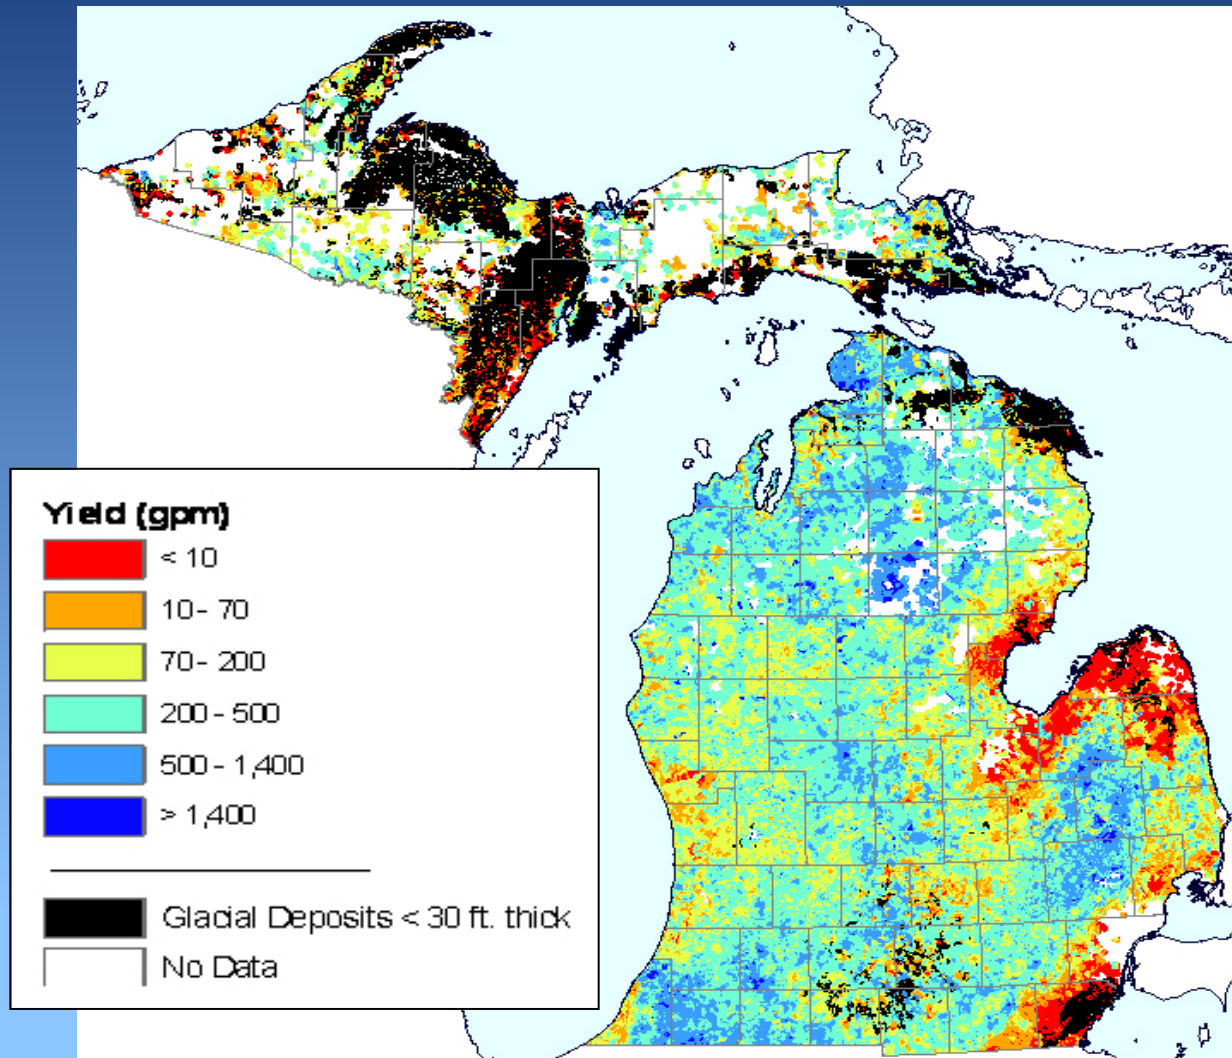 Yield (gpm)
< 10
10 - 70
70 - 200
200 - 500
500 - 1,400
> 1,400
Glacial Deposits < 30 ft. thick
No Data